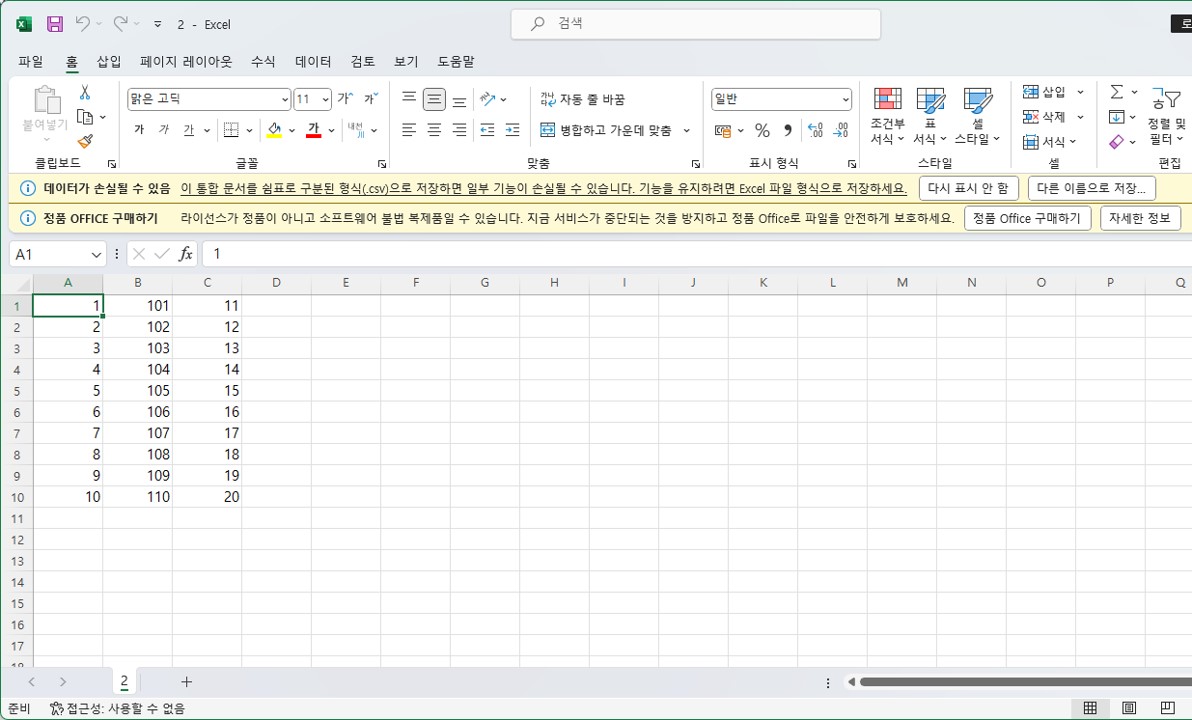 2 - Excel
검색
로
파일 홈 삽입 페이지 레이아웃 수식 데이터 검토 보기 도움말
붙여넣기
클립보드
맑은 고딕 11 가 가
가 가 가 가 내천
글꼴
자동 줄 바꿈
병합하고 가운데 맞춤
맞춤
일반
% 9 .00
표시 형식
조건부 서식
표 서식
셀 스타일
스타일
삽입
삭제
서식
셀
정렬 및 필터
편집
데이터가 손실될 수 있음 이 통합 문서를 쉼표로 구분된 형식(.csv)으로 저장하면 일부 기능이 손실될 수 있습니다. 기능을 유지하려면 Excel 파일 형식으로 저장하세요. 다시 표시 안 함 다른 이름으로 저장...
정품 OFFICE 구매하기 라이선스가 정품이 아니고 소프트웨어 불법 복제품일 수 있습니다. 지금 서비스가 중단되는 것을 방지하고 정품 Office로 파일을 안전하게 보호하세요. 정품 Office 구매하기 자세한 정보
A1 fx 1
A B C D E F G H I J K L M N O P Q
1 1 101 11
2 2 102 12
3 3 103 13
4 4 104 14
5 5 105 15
6 6 106 16
7 7 107 17
8 8 108 18
9 9 109 19
10 10 110 20
11
12
13
14
15
16
17
18
2 +
준비 접근성: 사용할 수 없음